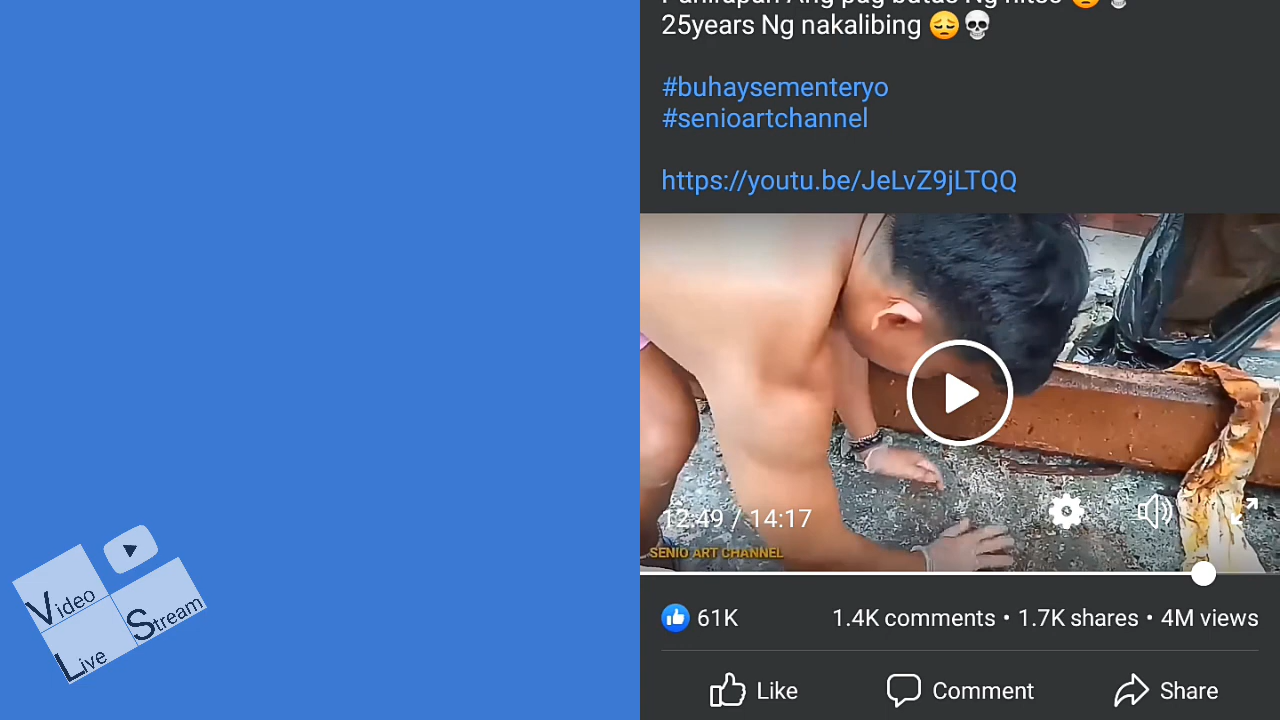 25years Ng nakalibing 😔💀
#buhaysementeryo
#senioartchannel
https://youtu.be/JeLvZ9jLTQQ
12:49 / 14:17
SENIO ART CHANNEL
61K
1.4K comments • 1.7K shares • 4M views
Like
Comment
Share
Video
Stream
Live